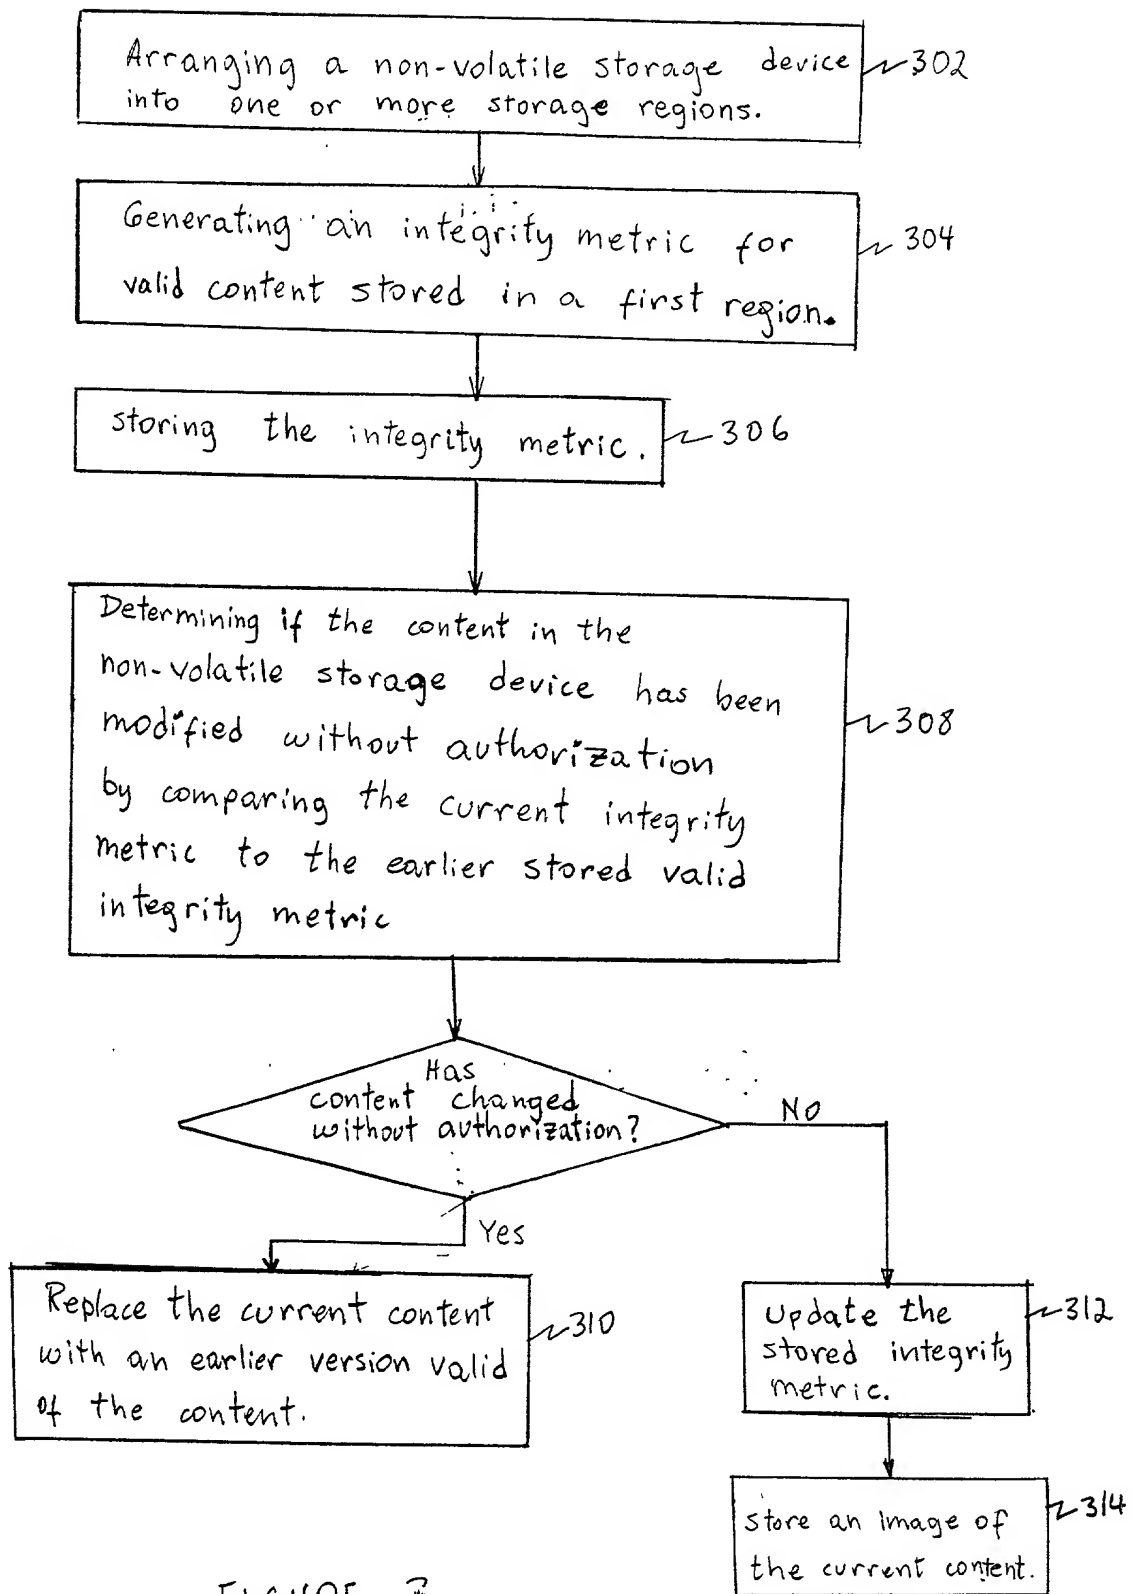 Arranging a non-volatile storage device
into one or more storage regions.
302
Generating an integrity metric for
valid content stored in a first region.
304
storing the integrity metric.
306
Determining if the content in the
non-volatile storage device has been
modified without authorization
by comparing the current integrity
metric to the earlier stored valid
integrity metric
308
Has
content changed
without authorization?
No
Yes
Replace the current content
with an earlier version valid
of the content.
310
Update the
stored integrity
metric.
312
store an image of
the current content.
314
FIGURE 3